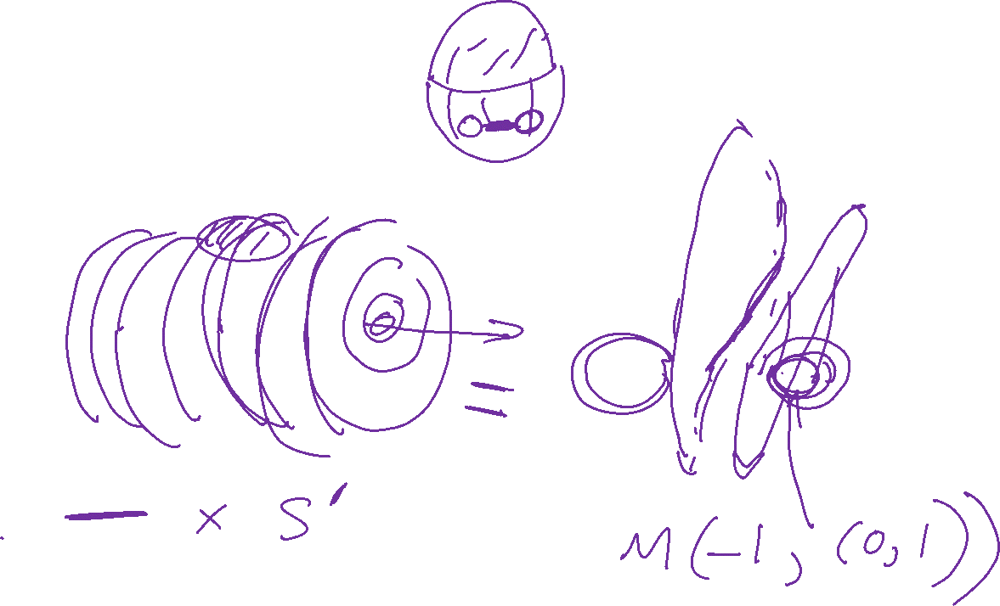 =
— × S'
M(-1, (0,1))